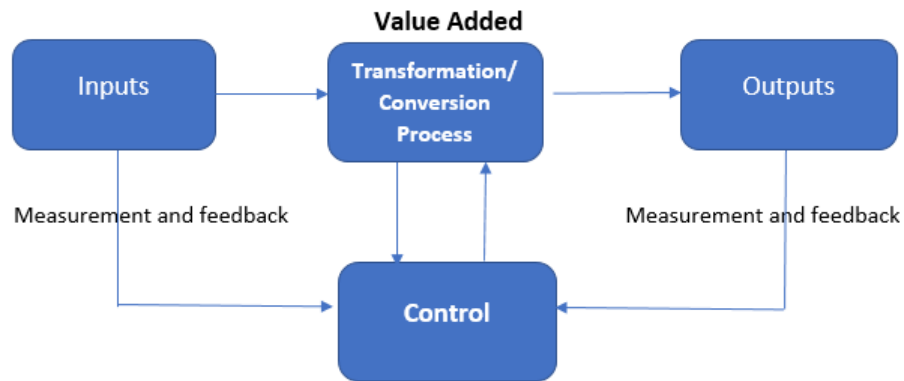 Value Added
Inputs
Transformation/
Conversion
Process
Outputs
Measurement and feedback
Measurement and feedback
Control